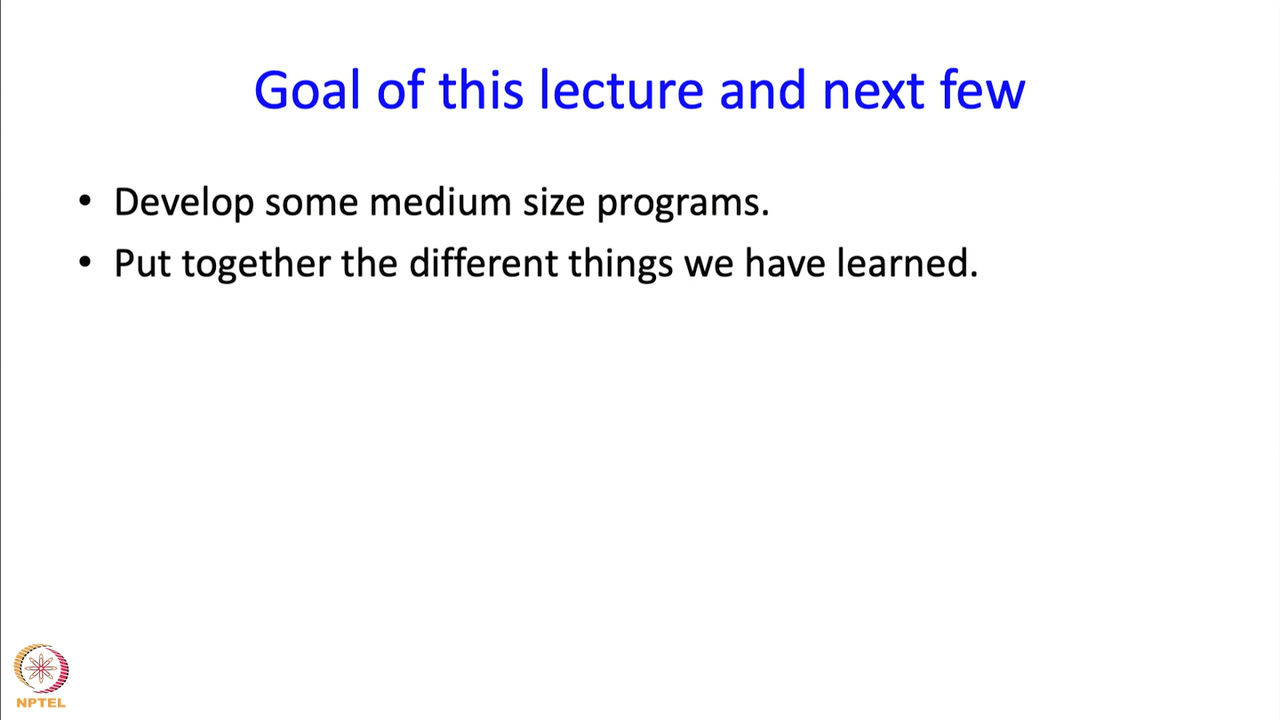 Goal of this lecture and next few
• Develop some medium size programs.
• Put together the different things we have learned.
NPTEL